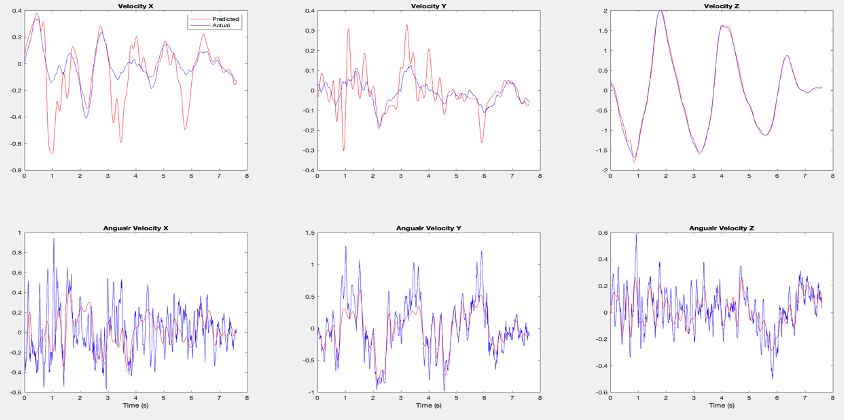 Velocity X
Velocity Y
Velocity Z
Predicted
Actual
0.4
0.2
0
-0.2
-0.4
-0.6
-0.8
0 1 2 3 4 5 6 7 8
0.4
0.3
0.2
0.1
0
-0.1
-0.2
-0.3
-0.4
0 1 2 3 4 5 6 7 8
2
1.5
1
0.5
0
-0.5
-1
-1.5
-2
0 1 2 3 4 5 6 7 8
Angualr Velocity X
Angualr Velocity Y
Angualr Velocity Z
1
0.8
0.6
0.4
0.2
0
-0.2
-0.4
-0.6
0 1 2 3 4 5 6 7 8
Time (s)
1.5
1
0.5
0
-0.5
-1
0 1 2 3 4 5 6 7 8
Time (s)
0.6
0.4
0.2
0
-0.2
-0.4
-0.6
0 1 2 3 4 5 6 7 8
Time (s)